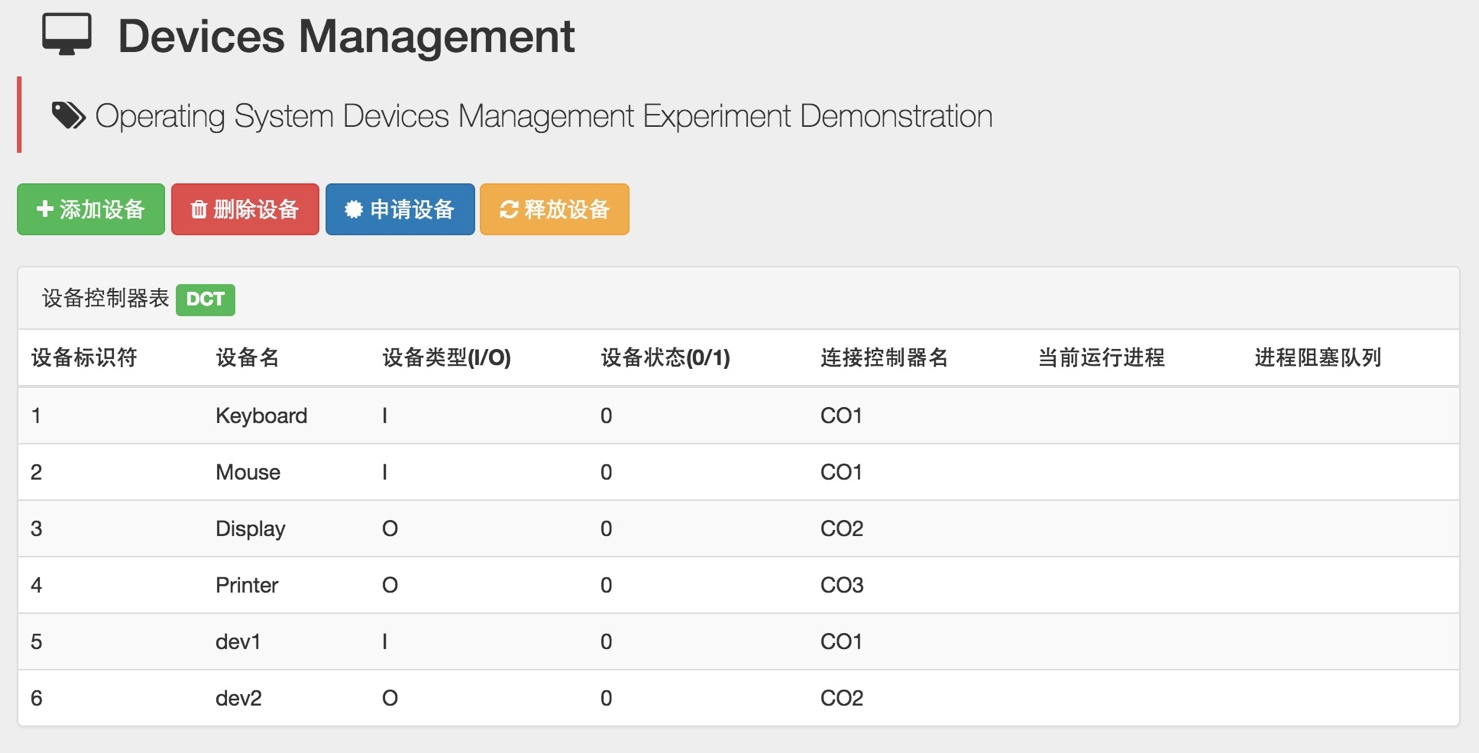 Devices Management
Operating System Devices Management Experiment Demonstration
添加设备 删除设备 申请设备 释放设备
设备控制器表 DCT
设备标识符 设备名 设备类型(I/O) 设备状态(0/1) 连接控制器名 当前运行进程 进程阻塞队列
1 Keyboard I 0 CO1
2 Mouse I 0 CO1
3 Display O 0 CO2
4 Printer O 0 CO3
5 dev1 I 0 CO1
6 dev2 O 0 CO2